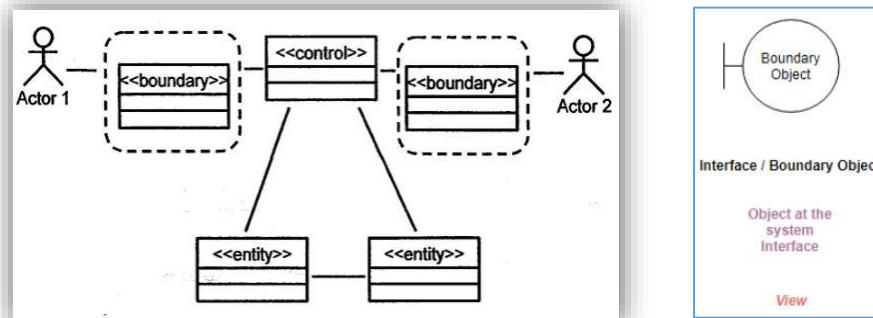 <<control>>
<<boundary>>
<<boundary>>
Actor 1
Actor 2
<<entity>>
<<entity>>
Boundary
Object
Interface / Boundary Objec
Object at the
system
Interface
View